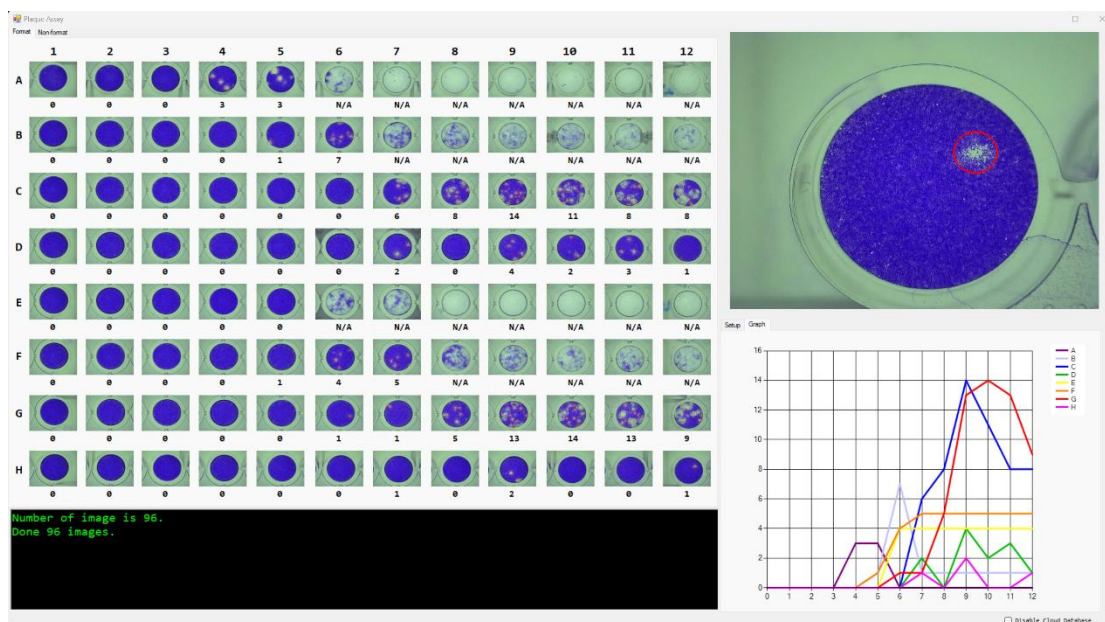 Plaque Assay
Format Non-format
1 2 3 4 5 6 7 8 9 10 11 12
A
0 0 0 3 3 N/A N/A N/A N/A N/A N/A N/A
B
0 0 0 0 1 7 N/A N/A N/A N/A N/A N/A
C
0 0 0 0 0 0 6 8 14 11 8 8
D
0 0 0 0 0 0 2 0 4 2 3 1
E
0 0 0 0 0 N/A N/A N/A N/A N/A N/A N/A
F
0 0 0 0 1 4 5 N/A N/A N/A N/A N/A
G
0 0 0 0 0 1 1 5 13 14 13 9
H
0 0 0 0 0 0 1 0 2 0 0 1
Number of image is 96.
Done 96 images.
Setup Graph
16
14
12
10
8
6
4
2
0
0 1 2 3 4 5 6 7 8 9 10 11 12
A
B
C
D
E
F
G
H
Disable Cloud Database